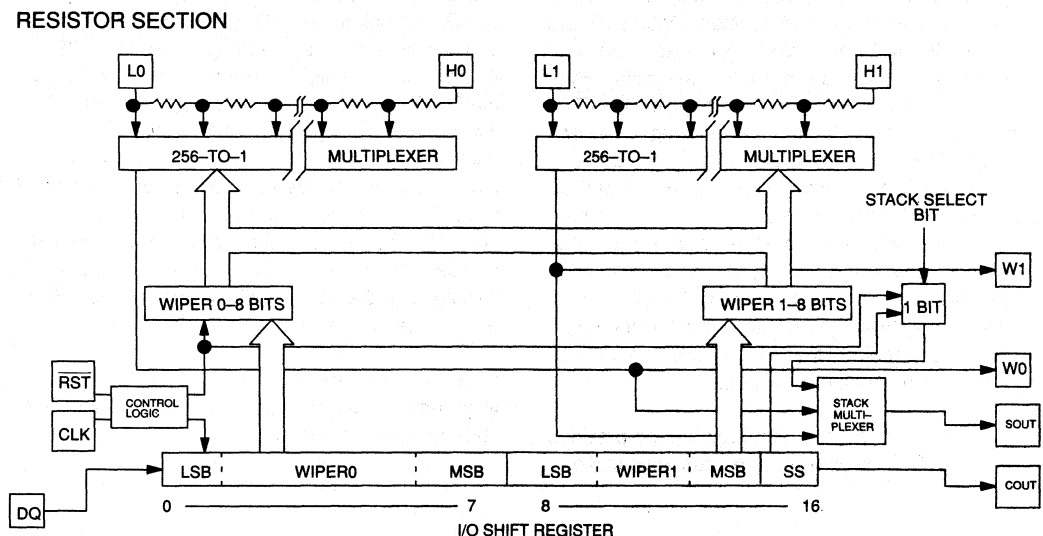 RESISTOR SECTION
L0
H0
L1
H1
256–TO–1
MULTIPLEXER
256–TO–1
MULTIPLEXER
STACK SELECT
BIT
W1
WIPER 0–8 BITS
WIPER 1–8 BITS
1 BIT
RST
CONTROL
LOGIC
CLK
W0
STACK
MULTI–
PLEXER
SOUT
LSB
WIPER0
MSB
LSB
WIPER1
MSB
SS
COUT
DQ
0
7
8
16
I/O SHIFT REGISTER